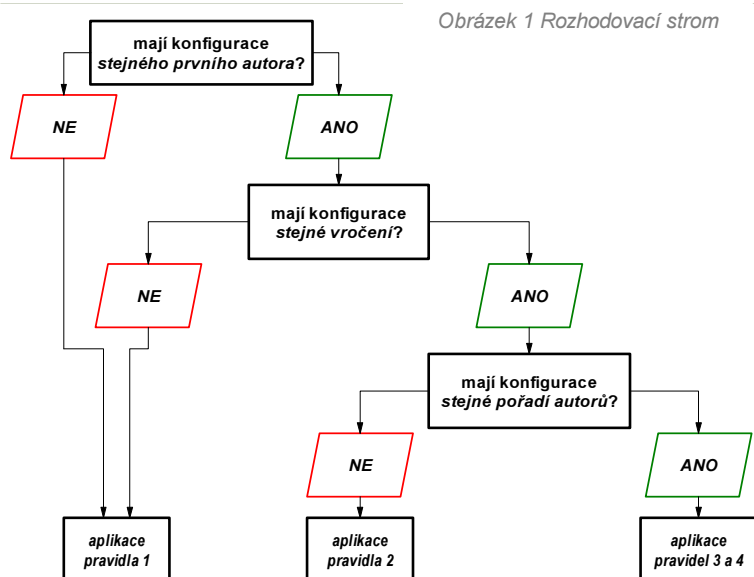 Obrázek 1 Rozhodovací strom
mají konfigurace
stejného prvního autora?
NE
ANO
mají konfigurace
stejné vročení?
NE
ANO
mají konfigurace
stejné pořadí autorů?
NE
ANO
aplikace
pravidla 1
aplikace
pravidla 2
aplikace
pravidel 3 a 4